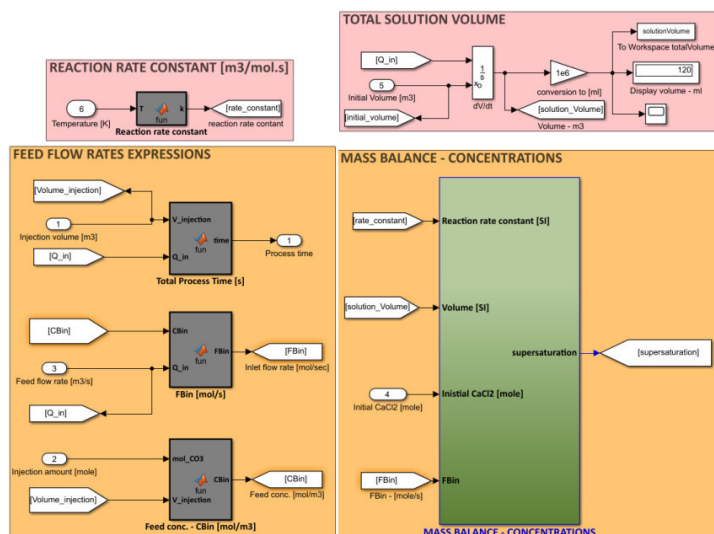 REACTION RATE CONSTANT [m3/mol.s]
6
Temperature [K]
T
fun
k
[rate_constant]
Reaction rate constant
reaction rate contant
TOTAL SOLUTION VOLUME
[Q_in]
5
Initial Volume [m3]
[initial_volume]
1
s
xo
dV/dt
1e6
conversion to [ml]
[solution_Volume]
Volume - m3
solutionVolume
To Workspace totalVolume
120
Display volume - ml
FEED FLOW RATES EXPRESSIONS
[Volume_injection]
1
Injection volume [m3]
[Q_in]
V_injection
Q_in
fun
time
Total Process Time [s]
1
Process time
[CBin]
3
Feed flow rate [m3/s]
[Q_in]
CBin
Q_in
fun
FBin
FBin [mol/s]
[FBin]
Inlet flow rate [mol/sec]
2
Injection amount [mole]
[Volume_injection]
mol_CO3
V_injection
fun
CBin
Feed conc. - CBin [mol/m3]
[CBin]
Feed conc. [mol/m3]
MASS BALANCE - CONCENTRATIONS
[rate_constant]
Reaction rate constant [SI]
[solution_Volume]
Volume [SI]
supersaturation
[supersaturation]
4
Initial CaCl2 [mole]
Inistial CaCl2 [mole]
[FBin]
FBin - [mole/s]
FBin
MASS BALANCE - CONCENTRATIONS